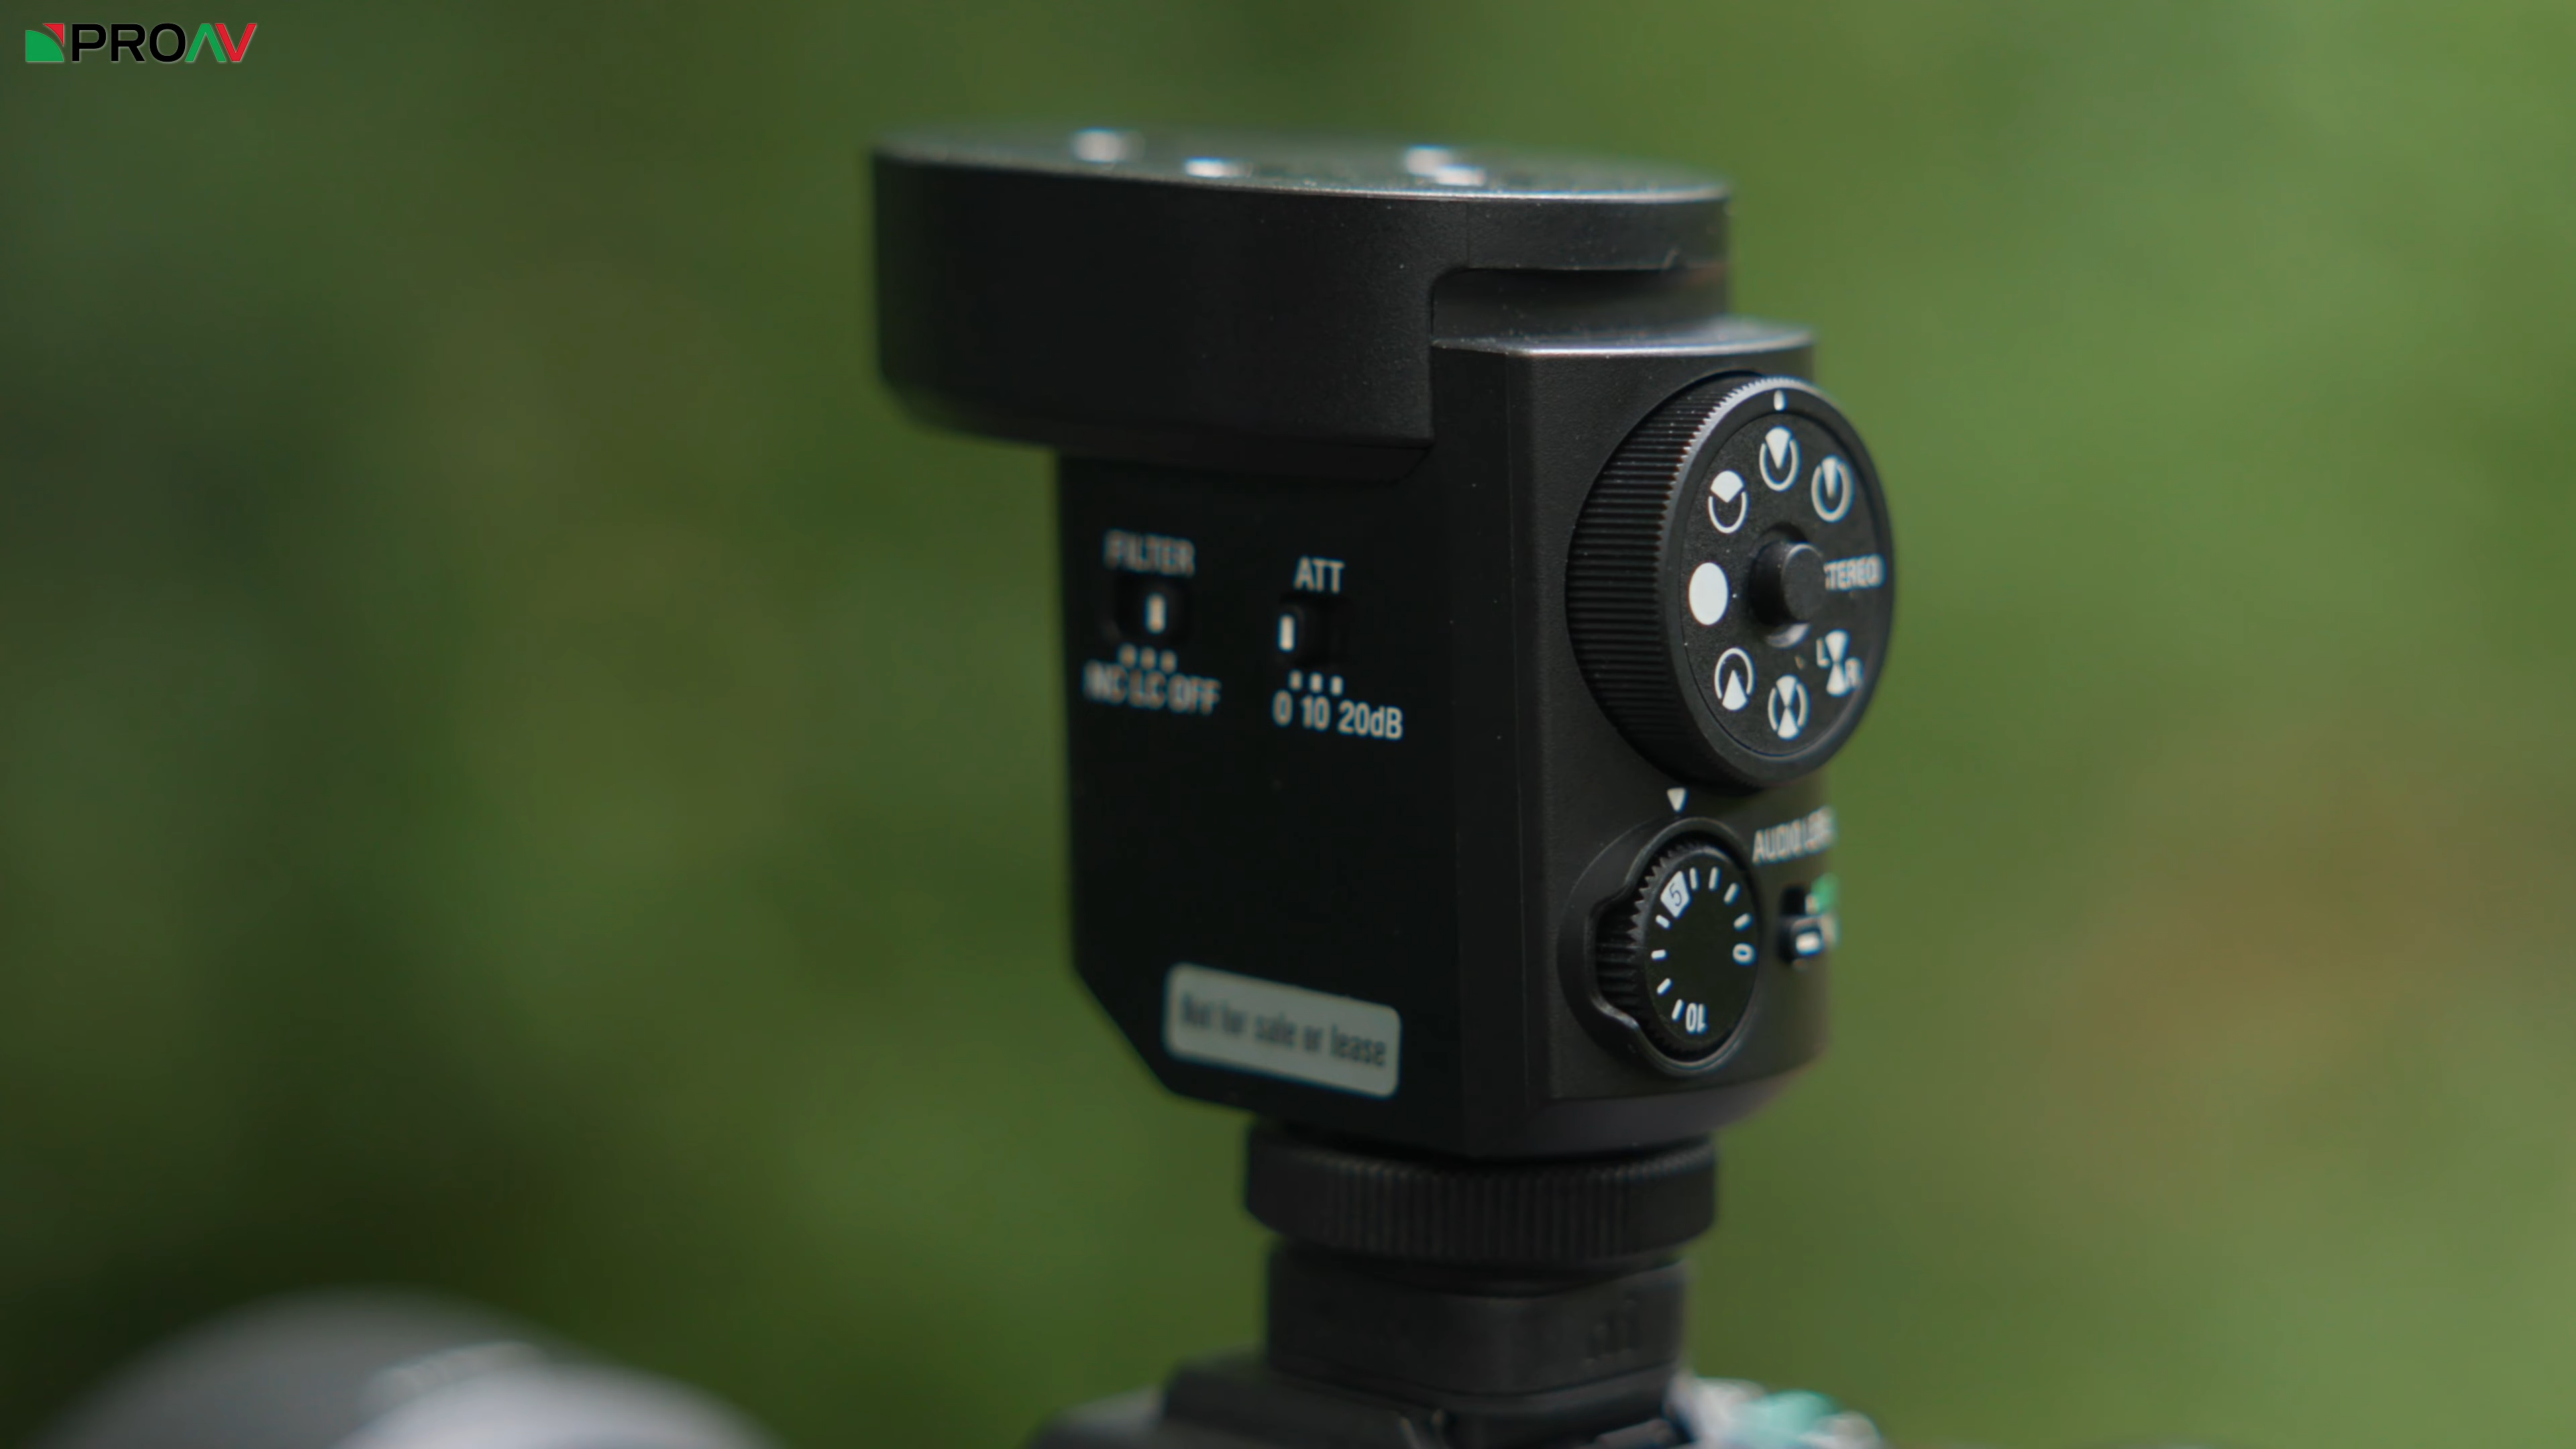 PROAV
FILTER
ATT
NC LC OFF
0 10 20dB
STEREO
L
R
AUDIO LEVEL
5
0
10
Not for sale or lease